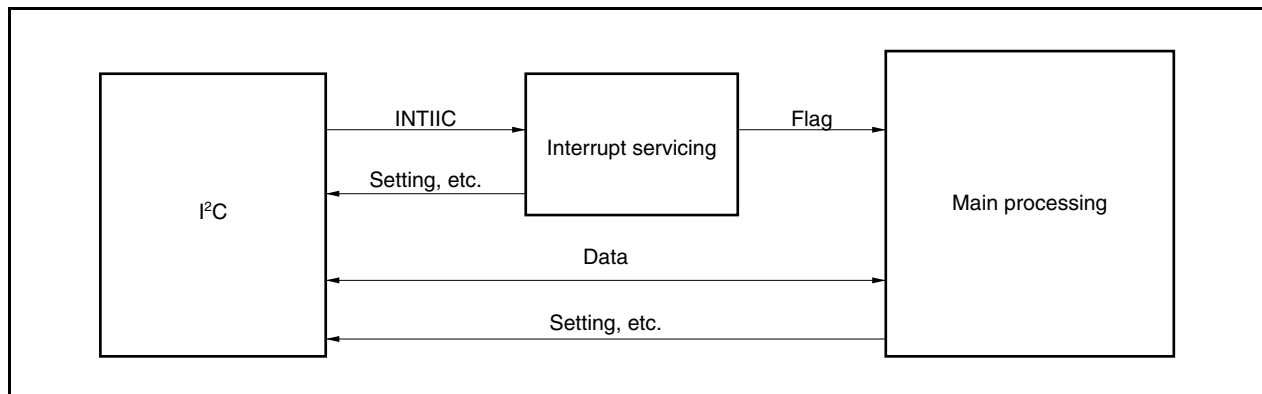 INTIIC
Flag
Interrupt servicing
Setting, etc.
I²C
Main processing
Data
Setting, etc.